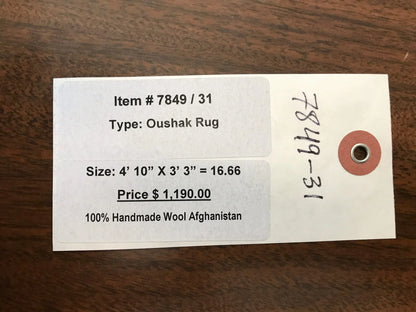 Item # 7849 / 31
Type: Oushak Rug
Size: 4’ 10” X 3’ 3” = 16.66
Price $ 1,190.00
100% Handmade Wool Afghanistan
7849-31